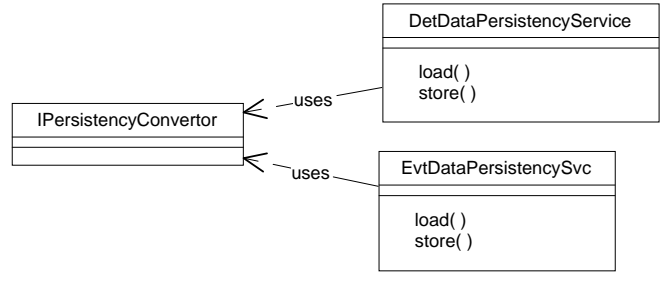 DetDataPersistencyService
load( )
store( )
uses
IPersistencyConvertor
uses
EvtDataPersistencySvc
load( )
store( )